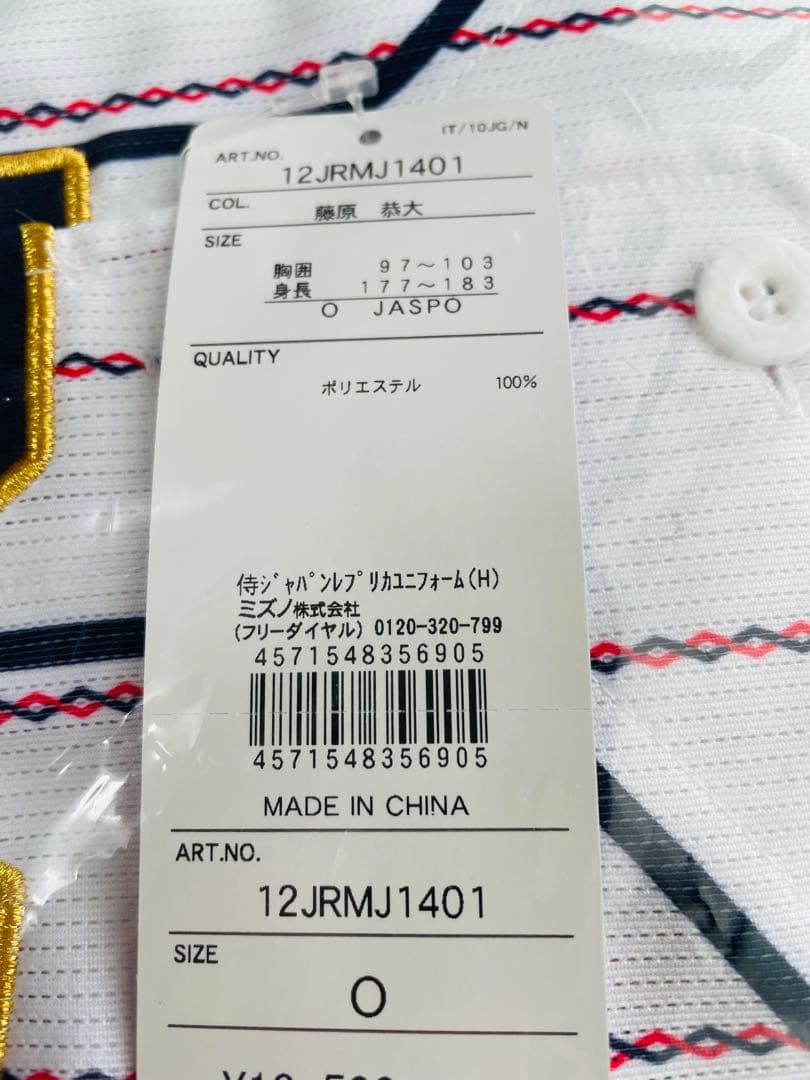 IT/10JG/N
ART.NO.
12JRMJ1401
COL.
藤原 恭大
SIZE
胸囲 97～103
身長 177～183
O JASPO
QUALITY
ポリエステル 100%
侍ｼﾞｬﾊﾟﾝﾚﾌﾟﾘｶﾕﾆﾌｫｰﾑ(H)
ミズノ株式会社
(フリーダイヤル) 0120-320-799
4571548356905
4571548356905
MADE IN CHINA
ART.NO.
12JRMJ1401
SIZE
O